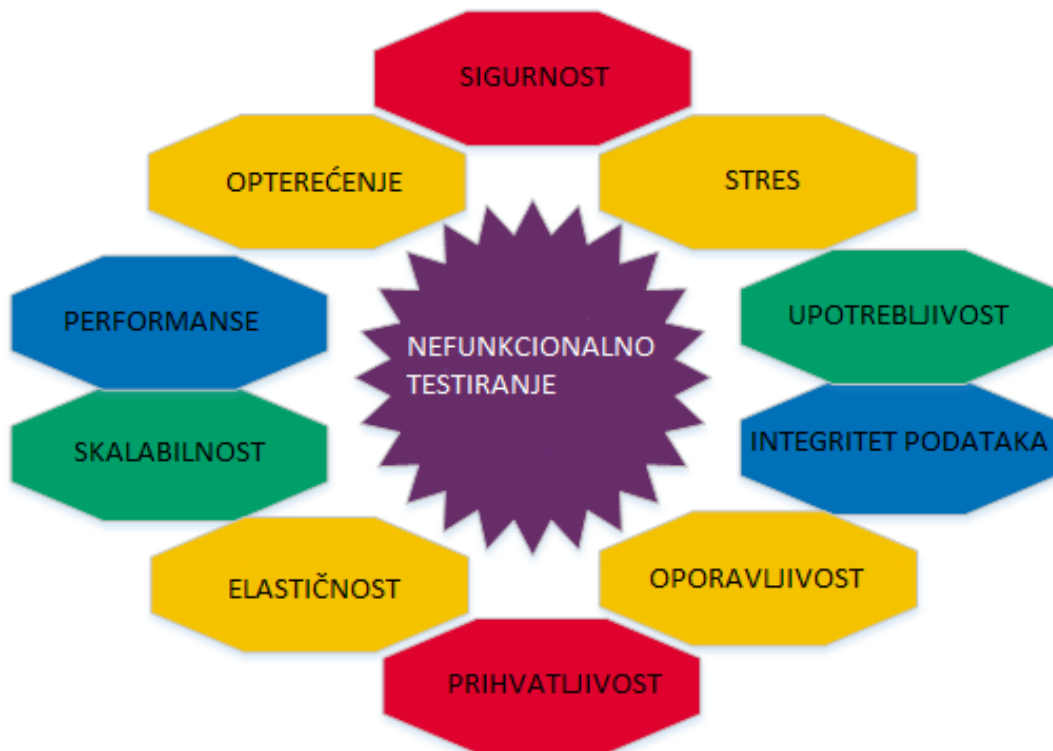 SIGURNOST
OPTEREĆENJE
STRES
PERFORMANSE
UPOTREBLJIVOST
NEFUNKCIONALNO
TESTIRANJE
SKALABILNOST
INTEGRITET PODATAKA
ELASTIČNOST
OPORAVLJIVOST
PRIHVATLJIVOST